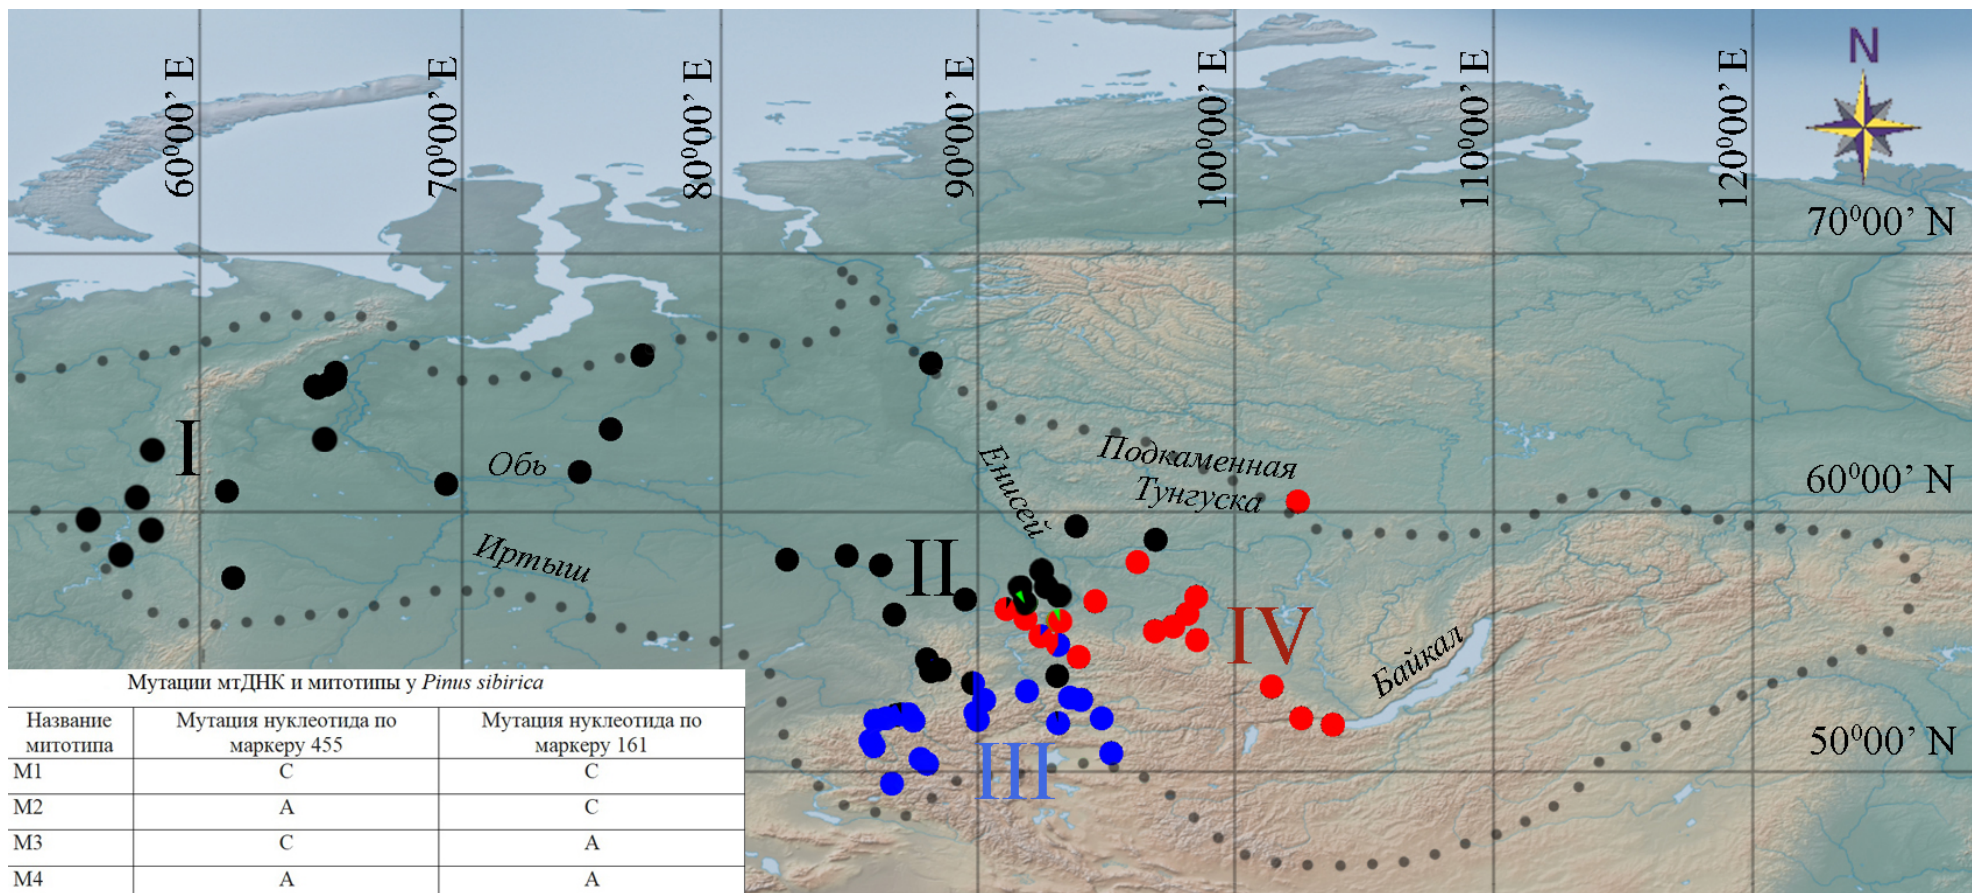 60⁰00’ E
70⁰00’ E
80⁰00’ E
90⁰00’ E
100⁰00’ E
110⁰00’ E
120⁰00’ E
N
70⁰00’ N
I
Обь
Енисей
Подкаменная
Тунгуска
60⁰00’ N
Иртыш
II
IV
Байкал
III
50⁰00’ N
Мутации мтДНК и митотипы у Pinus sibirica
Название митотипа
Мутация нуклеотида по маркеру 455
Мутация нуклеотида по маркеру 161
M1 C C
M2 A C
M3 C A
M4 A A